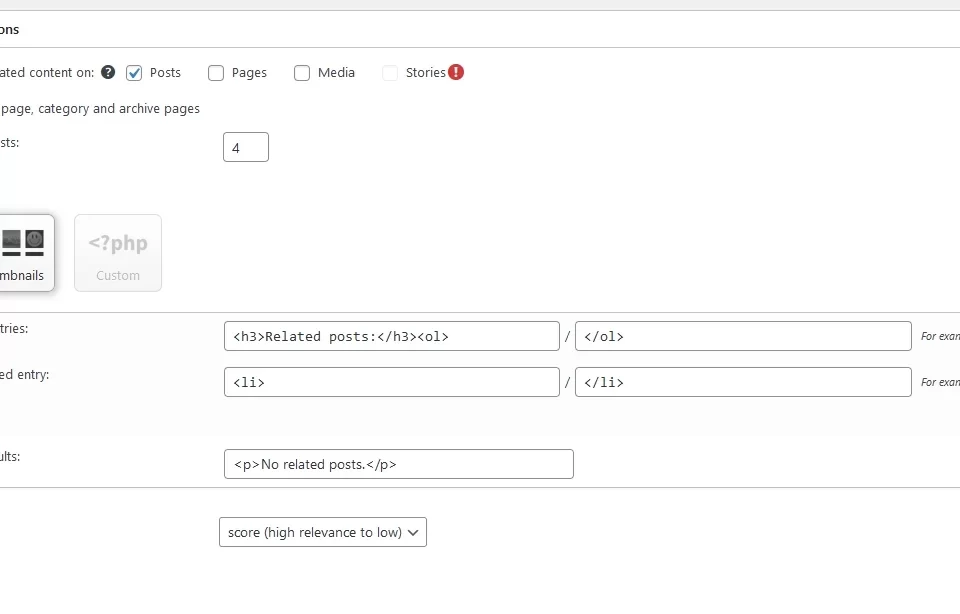 ons
ated content on: ? Posts Pages Media Stories !
page, category and archive pages
sts:
4
<?php
mbnails
Custom
tries:
<h3>Related posts:</h3><ol> / </ol>
For exam
ed entry:
<li> / </li>
For exam
ults:
<p>No related posts.</p>
score (high relevance to low)